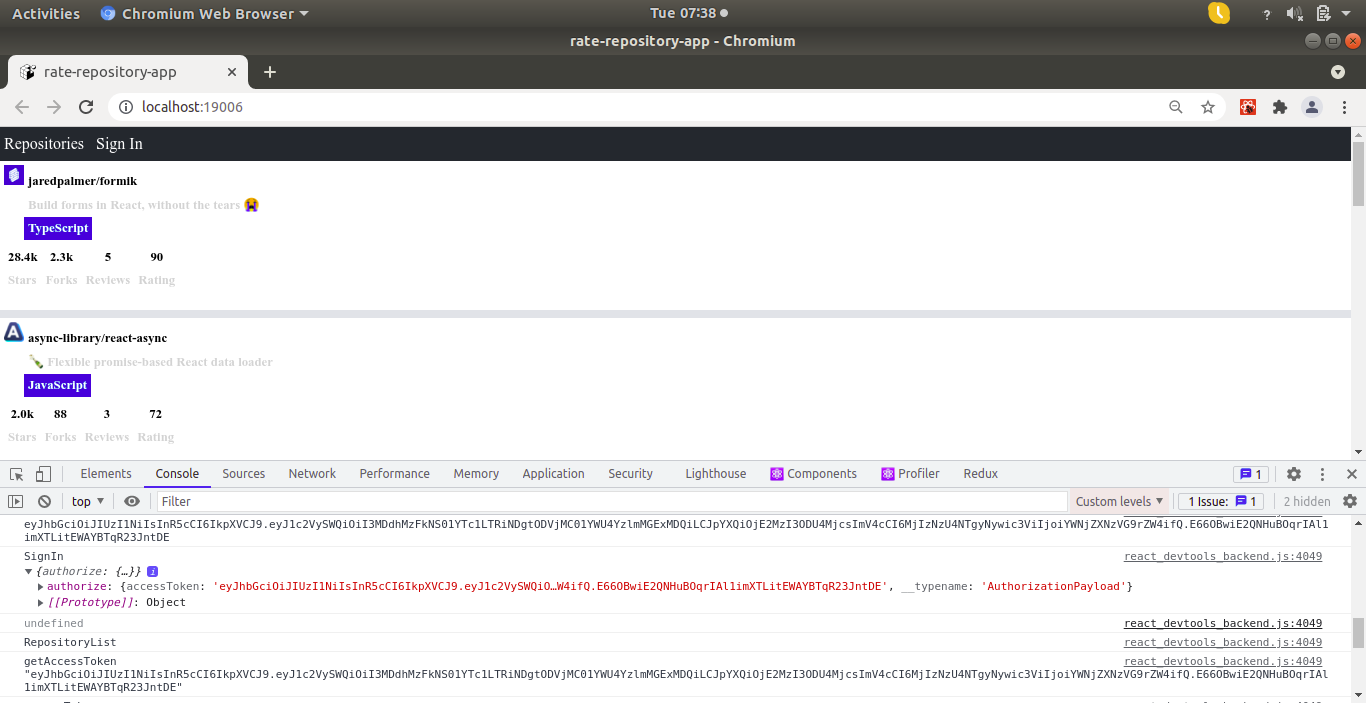 Activities Chromium Web Browser Tue 07:38
rate-repository-app - Chromium
rate-repository-app
localhost:19006
Repositories Sign In
jaredpalmer/formik
Build forms in React, without the tears 😭
TypeScript
28.4k 2.3k 5 90
Stars Forks Reviews Rating
async-library/react-async
🍾 Flexible promise-based React data loader
JavaScript
2.0k 88 3 72
Stars Forks Reviews Rating
Elements Console Sources Network Performance Memory Application Security Lighthouse Components Profiler Redux 1
top Filter Custom levels 1 Issue: 1 2 hidden
eyJhbGciOiJIUzI1NiIsInR5cCI6IkpXVCJ9.eyJ1c2VySWQiOiI3MDdhMzFkNS01YTc1LTRiNDgtODVjMC01YWU4YzlmMGExMDQiLCJpYXQiOjE2MzI3ODU4MjcsImV4cCI6MjIzNzU4NTgyNywic3ViIjoiYWNjZXNzVG9rZW4ifQ.E66OBwiE2QNHuBOqrIAl1
imXTLitEWAYBTqR23JntDE
SignIn react_devtools_backend.js:4049
{authorize: {…}} i
authorize: {accessToken: 'eyJhbGciOiJIUzI1NiIsInR5cCI6IkpXVCJ9.eyJ1c2VySWQiO…W4ifQ.E66OBwiE2QNHuBOqrIAl1imXTLitEWAYBTqR23JntDE', __typename: 'AuthorizationPayload'}
[[Prototype]]: Object
undefined react_devtools_backend.js:4049
RepositoryList react_devtools_backend.js:4049
getAccessToken react_devtools_backend.js:4049
"eyJhbGciOiJIUzI1NiIsInR5cCI6IkpXVCJ9.eyJ1c2VySWQiOiI3MDdhMzFkNS01YTc1LTRiNDgtODVjMC01YWU4YzlmMGExMDQiLCJpYXQiOjE2MzI3ODU4MjcsImV4cCI6MjIzNzU4NTgyNywic3ViIjoiYWNjZXNzVG9rZW4ifQ.E66OBwiE2QNHuBOqrIAl
1imXTLitEWAYBTqR23JntDE"